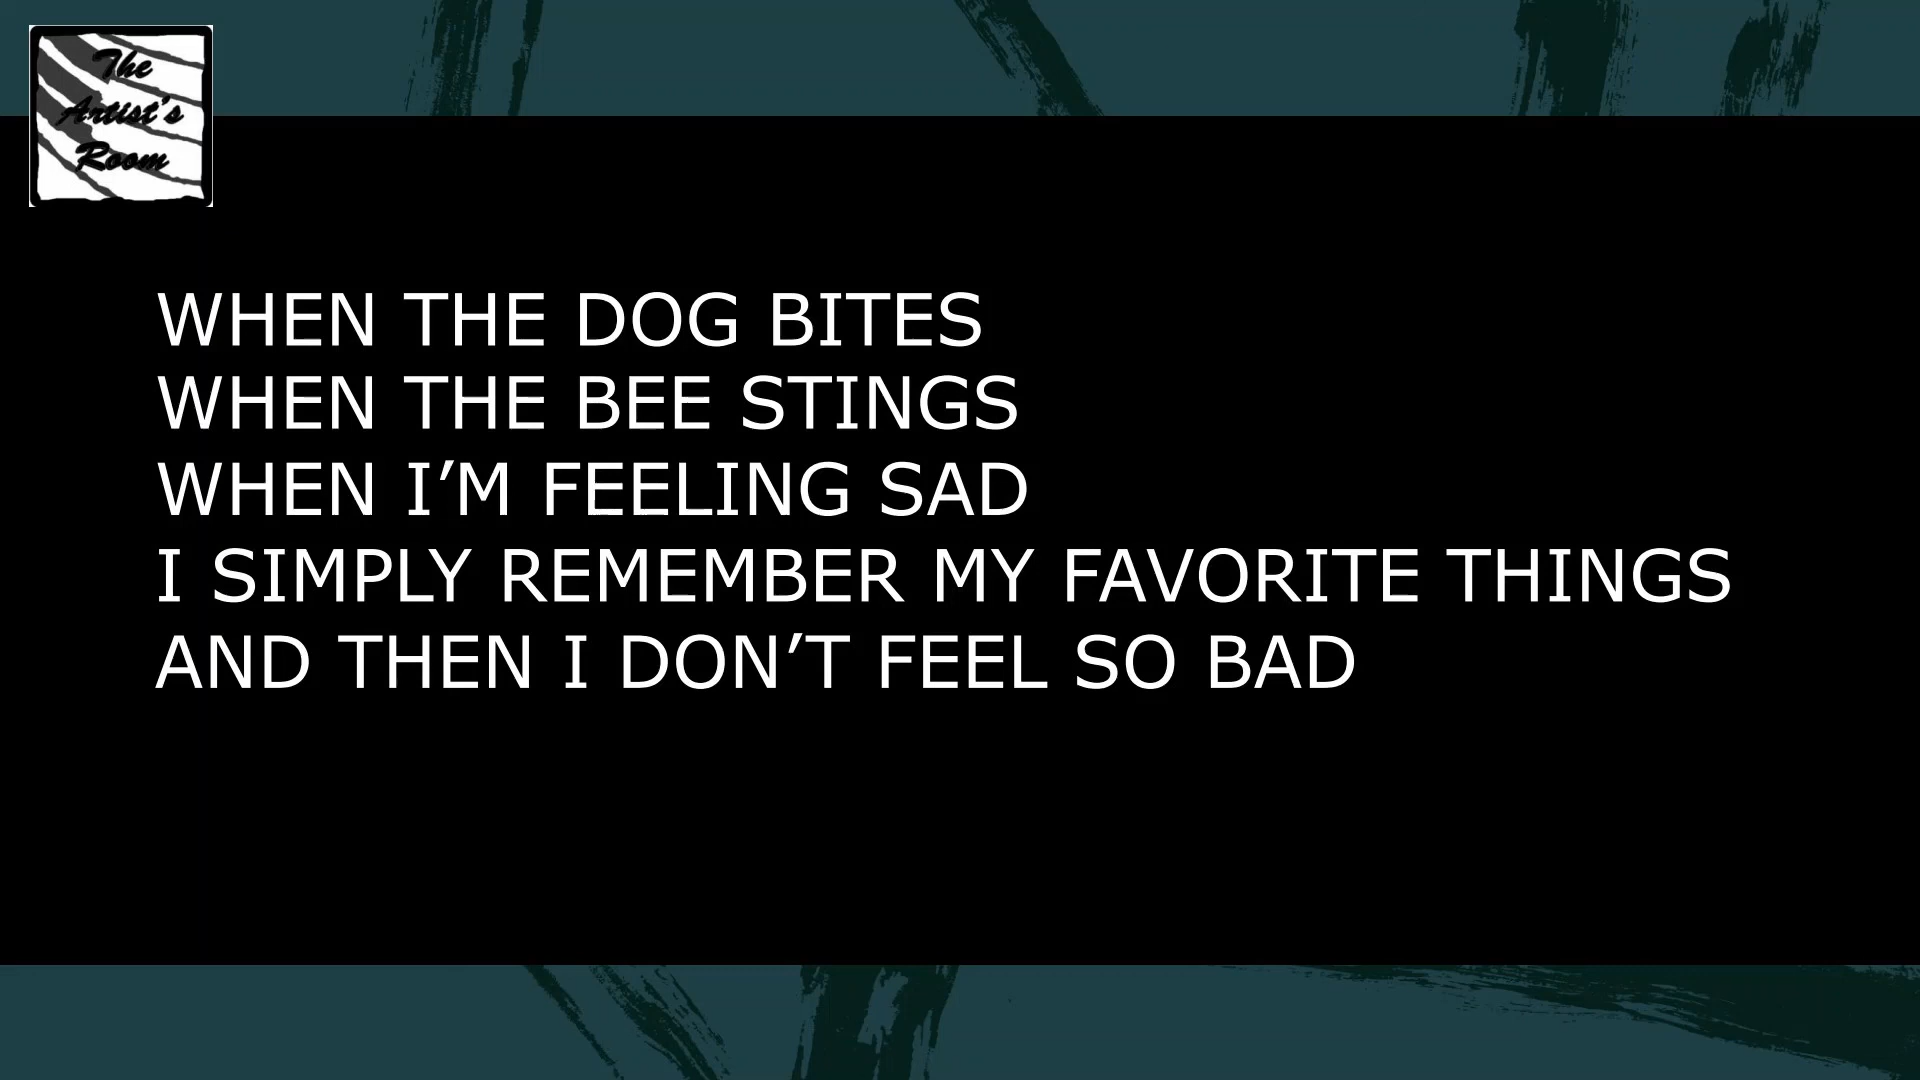 The
Artist's
Room
WHEN THE DOG BITES
WHEN THE BEE STINGS
WHEN I’M FEELING SAD
I SIMPLY REMEMBER MY FAVORITE THINGS
AND THEN I DON’T FEEL SO BAD